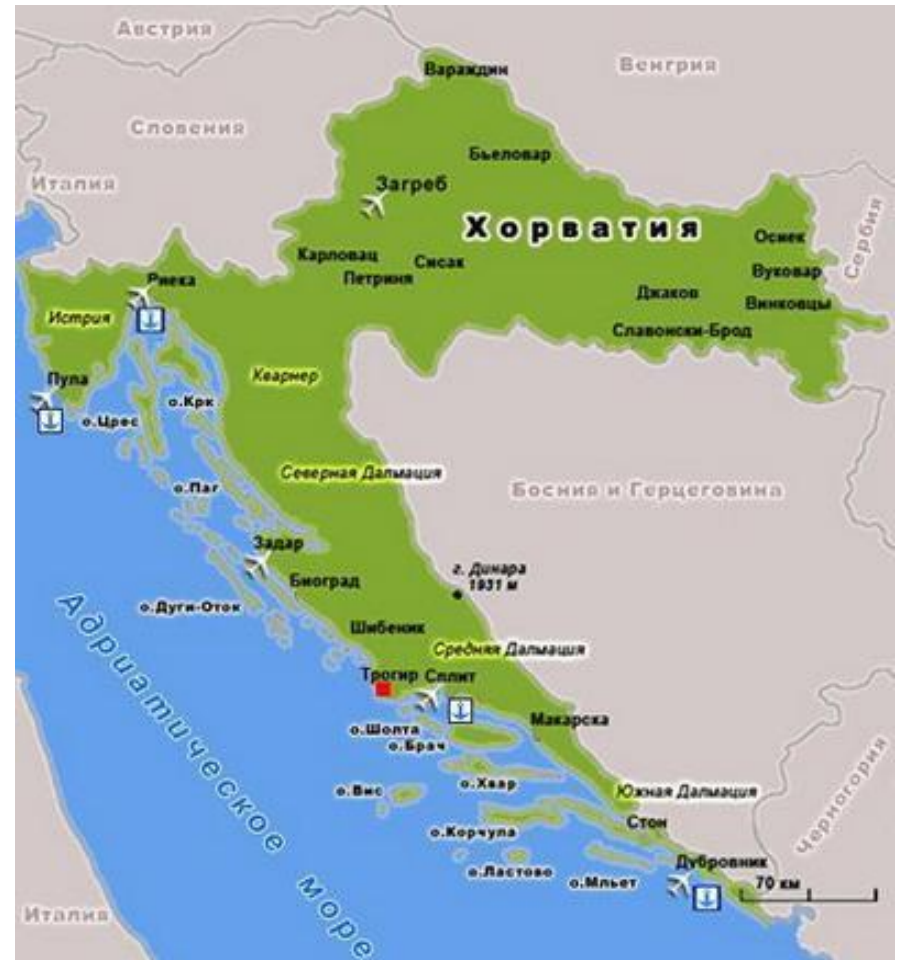 Австрия
Вараждин
Венгрия
Словения
Бьеловар
Италия
Загреб
Хорватия
Осиек
Сербия
Карловац
Сисак
Петриня
Вуковар
Риека
Джаков
Винковцы
Истрия
Славонски-Брод
Пула
Кварнер
о.Крк
о.Црес
Северная Далмация
о.Паг
Босния и Герцеговина
Задар
г. Динара
1931 м
Биоград
о.Дуги-Оток
Шибеник
Средняя Далмация
Адриатическое море
Трогир
Сплит
Макарска
о.Шолта
о.Брач
о.Хвар
о.Вис
Южная Далмация
Черногория
Стон
о.Корчула
о.Ластово
Дубровник
о.Мльет
70 км
Италия